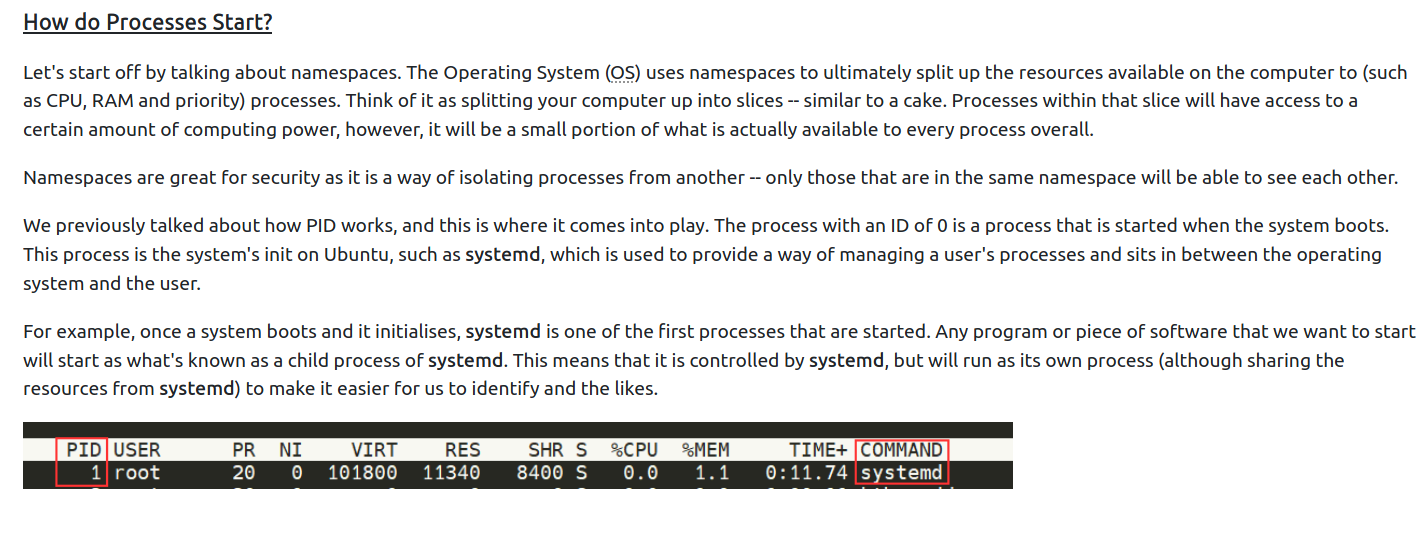 How do Processes Start?
Let's start off by talking about namespaces. The Operating System (OS) uses namespaces to ultimately split up the resources available on the computer to (such
as CPU, RAM and priority) processes. Think of it as splitting your computer up into slices -- similar to a cake. Processes within that slice will have access to a
certain amount of computing power, however, it will be a small portion of what is actually available to every process overall.
Namespaces are great for security as it is a way of isolating processes from another -- only those that are in the same namespace will be able to see each other.
We previously talked about how PID works, and this is where it comes into play. The process with an ID of 0 is a process that is started when the system boots.
This process is the system's init on Ubuntu, such as systemd, which is used to provide a way of managing a user's processes and sits in between the operating
system and the user.
For example, once a system boots and it initialises, systemd is one of the first processes that are started. Any program or piece of software that we want to start
will start as what's known as a child process of systemd. This means that it is controlled by systemd, but will run as its own process (although sharing the
resources from systemd) to make it easier for us to identify and the likes.
PID USER PR NI VIRT RES SHR S %CPU %MEM TIME+ COMMAND
1 root 20 0 101800 11340 8400 S 0.0 1.1 0:11.74 systemd